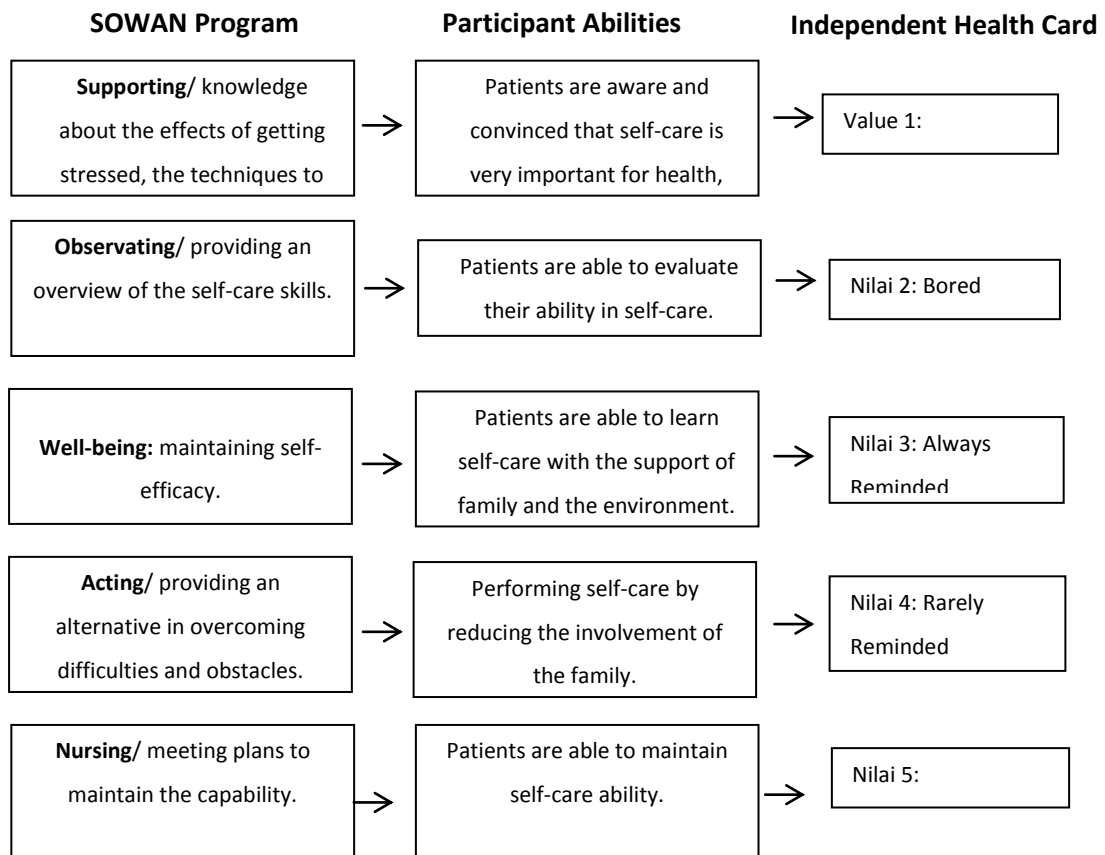 SOWAN Program
Participant Abilities
Independent Health Card
Supporting/ knowledge
about the effects of getting
stressed, the techniques to
Patients are aware and
convinced that self-care is
very important for health,
Value 1:
Observating/ providing an
overview of the self-care skills.
Patients are able to evaluate
their ability in self-care.
Nilai 2: Bored
Well-being: maintaining self-
efficacy.
Patients are able to learn
self-care with the support of
family and the environment.
Nilai 3: Always
Reminded
Acting/ providing an
alternative in overcoming
difficulties and obstacles.
Performing self-care by
reducing the involvement of
the family.
Nilai 4: Rarely
Reminded
Nursing/ meeting plans to
maintain the capability.
Patients are able to maintain
self-care ability.
Nilai 5: